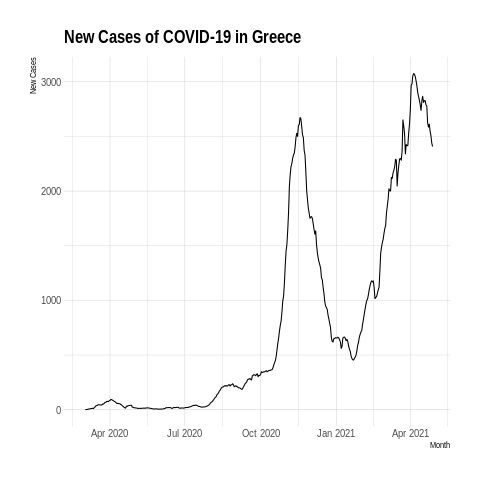 New Cases of COVID-19 in Greece
New Cases
3000
2000
1000
0
Apr 2020 Jul 2020 Oct 2020 Jan 2021 Apr 2021
Month